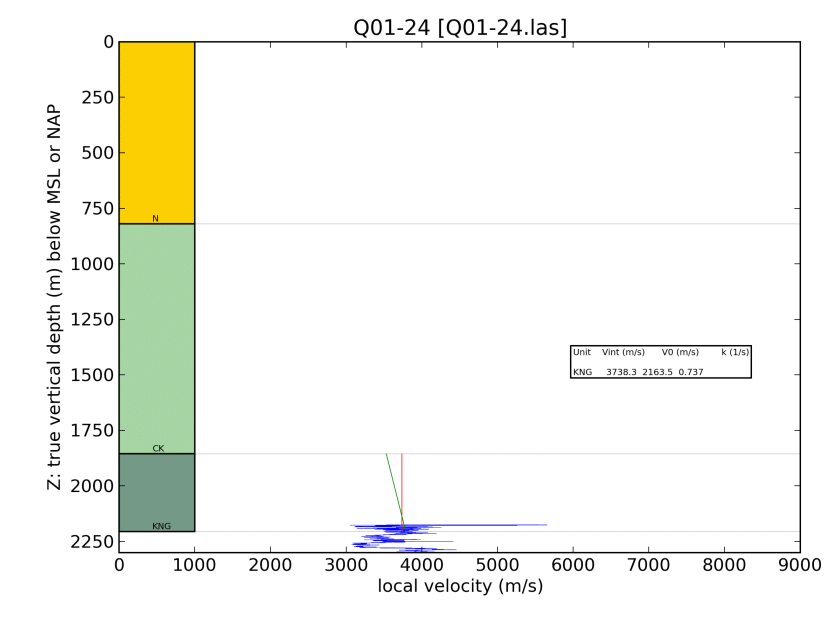 Q01-24 [Q01-24.las]
0
250
500
750
1000
1250
1500
1750
2000
2250
Z: true vertical depth (m) below MSL or NAP
N
CK
KNG
Unit Vint (m/s) V0 (m/s) k (1/s)
KNG 3738.3 2163.5 0.737
0 1000 2000 3000 4000 5000 6000 7000 8000 9000
local velocity (m/s)